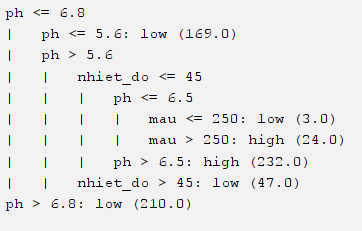 ph <= 6.8
|   ph <= 5.6: low (169.0)
|   ph > 5.6
|   |   nhiet_do <= 45
|   |   |   ph <= 6.5
|   |   |   |   mau <= 250: low (3.0)
|   |   |   |   mau > 250: high (24.0)
|   |   |   ph > 6.5: high (232.0)
|   |   nhiet_do > 45: low (47.0)
ph > 6.8: low (210.0)